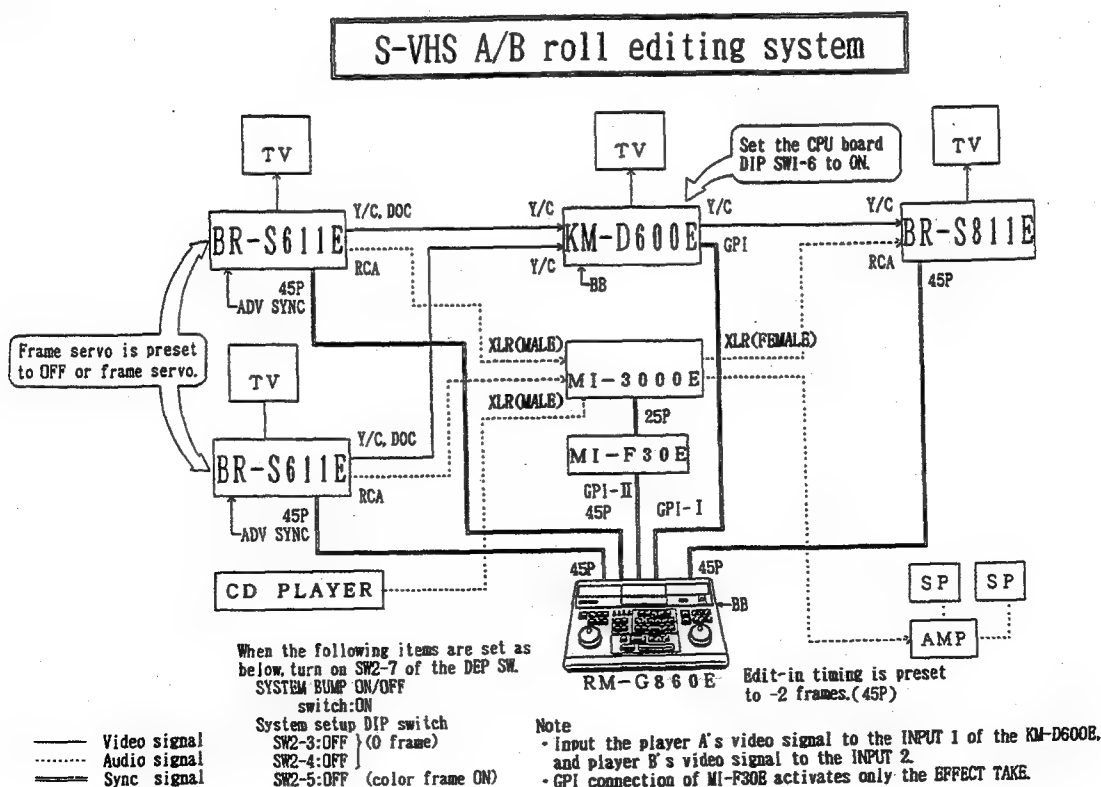 S-VHS A/B roll editing system
TV
TV
TV
Set the CPU board
DIP SWI-6 to ON.
Y/C, DOC
Y/C
Y/C
Y/C
BR-S611E
KM-D600E
BR-S811E
RCA
Y/C
GPI
RCA
45P
ADV SYNC
BB
45P
Frame servo is preset
to OFF or frame servo.
XLR(MALE)
XLR(FEMALE)
TV
MI-3000E
XLR(MALE)
25P
Y/C, DOC
BR-S611E
MI-F30E
RCA
GPI-II
45P
GPI-I
45P
ADV SYNC
45P
45P
CD PLAYER
BB
SP
SP
AMP
RM-G860E
When the following items are set as
below, turn on SW2-7 of the DEP SW.
SYSTEM BUMP ON/OFF
switch:ON
System setup DIP switch
SW2-3:OFF
SW2-4:OFF
(0 frame)
SW2-5:OFF (color frame ON)
Edit-in timing is preset
to -2 frames.(45P)
Note
・Input the player A's video signal to the INPUT 1 of the KM-D600E,
and player B's video signal to the INPUT 2.
・GPI connection of MI-F30E activates only the EFFECT TAKE.
Video signal
Audio signal
Sync signal